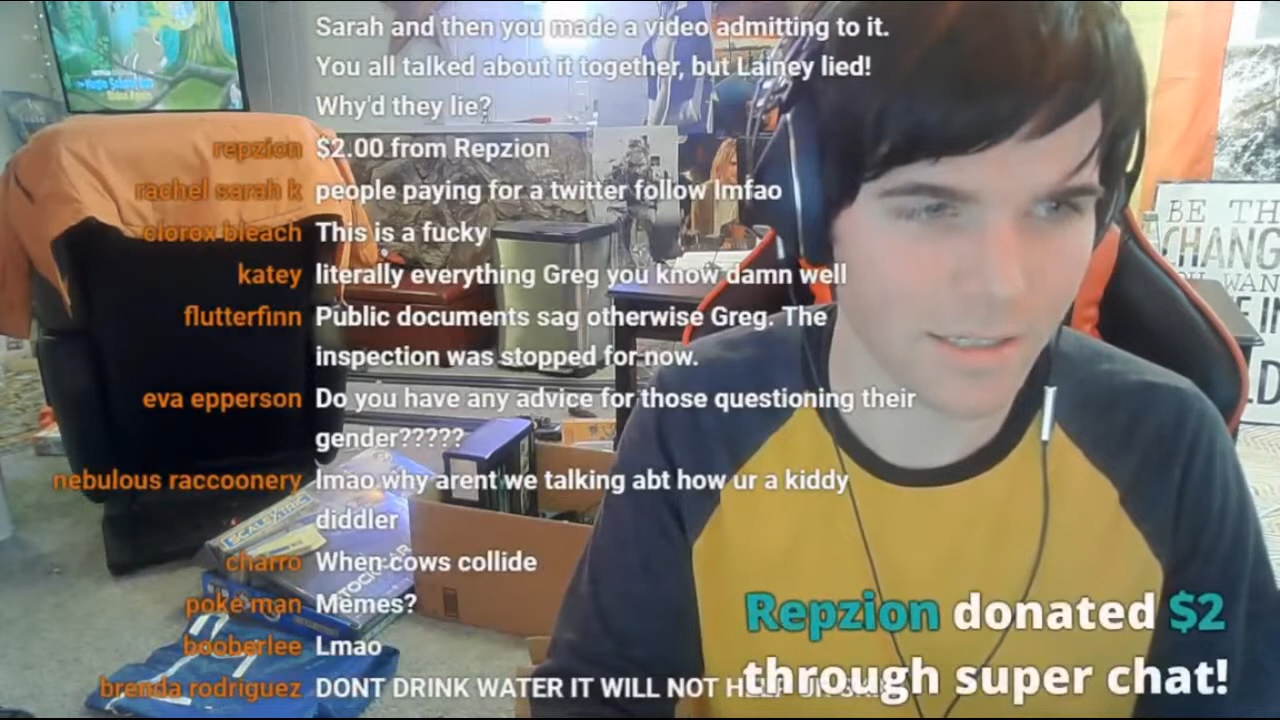 Sarah and then you made a video admitting to it.
You all talked about it together, but Lainey lied!
Why'd they lie?
repzion $2.00 from Repzion
rachel sarah k people paying for a twitter follow lmfao
clorox bleach This is a fucky
katey literally everything Greg you know damn well
flutterfinn Public documents sag otherwise Greg. The
inspection was stopped for now.
eva epperson Do you have any advice for those questioning their
gender?????
nebulous raccoonery lmao why arent we talking abt how ur a kiddy
diddler
charro When cows collide
poke man Memes?
booberlee Lmao
brenda rodriguez DONT DRINK WATER IT WILL NOT
Repzion donated $2
through super chat!
BE TH
CHANG
WAN